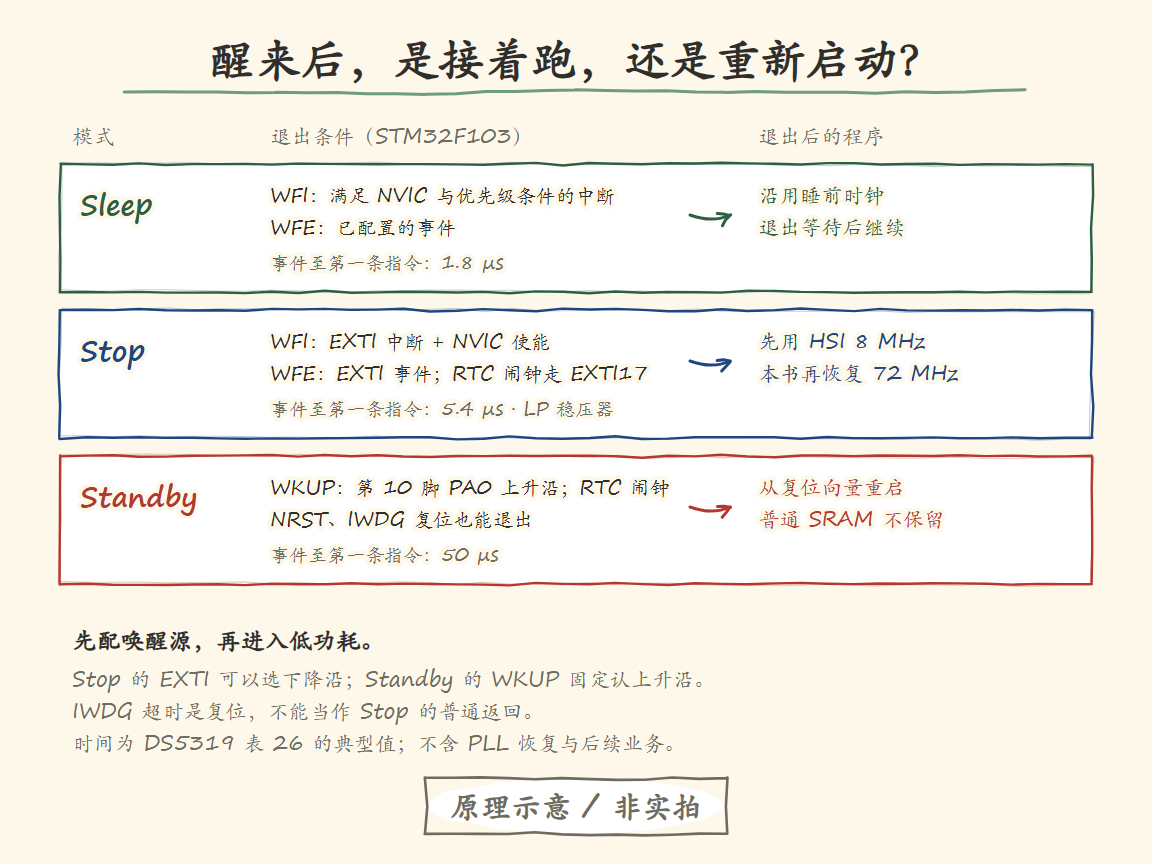 醒来后，是接着跑，还是重新启动？
模式 退出条件（STM32F103） 退出后的程序
Sleep
WFI：满足 NVIC 与优先级条件的中断
WFE：已配置的事件
事件至第一条指令：1.8 μs
沿用睡前时钟
退出等待后继续
Stop
WFI：EXTI 中断 + NVIC 使能
WFE：EXTI 事件；RTC 闹钟走 EXTI17
事件至第一条指令：5.4 μs · LP 稳压器
先用 HSI 8 MHz
本书再恢复 72 MHz
Standby
WKUP：第 10 脚 PA0 上升沿；RTC 闹钟
NRST、IWDG 复位也能退出
事件至第一条指令：50 μs
从复位向量重启
普通 SRAM 不保留
先配唤醒源，再进入低功耗。
Stop 的 EXTI 可以选下降沿；Standby 的 WKUP 固定认上升沿。
IWDG 超时是复位，不能当作 Stop 的普通返回。
时间为 DS5319 表 26 的典型值；不含 PLL 恢复与后续业务。
原理示意 / 非实拍